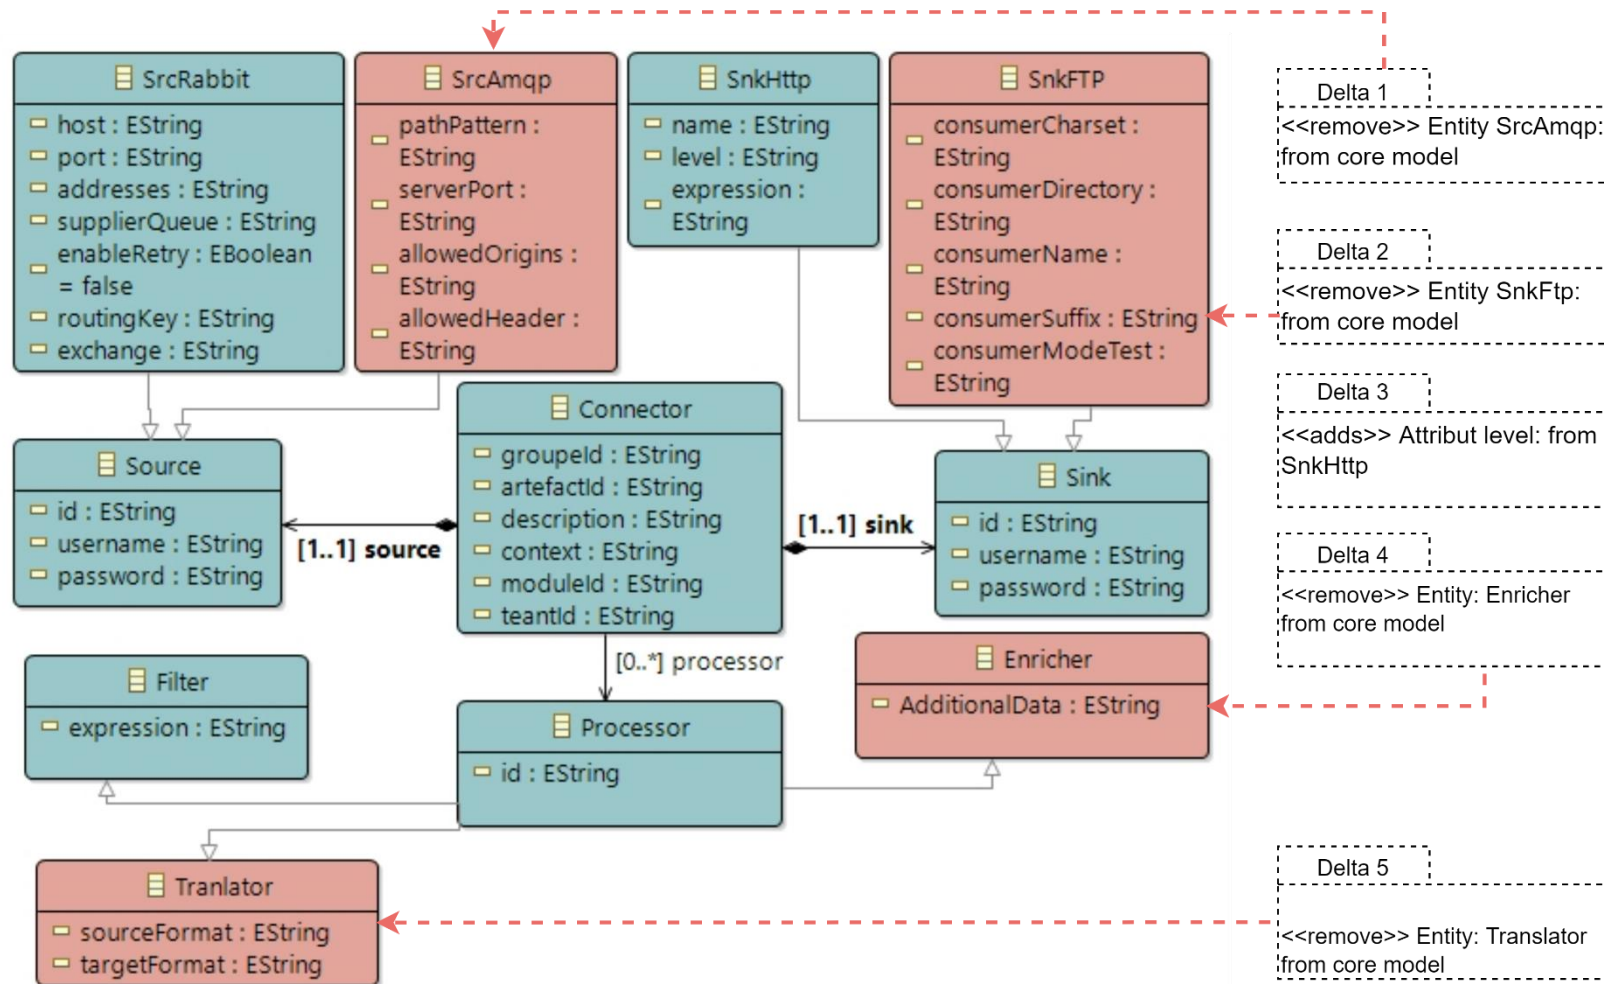 SrcRabbit
host : EString
port : EString
addresses : EString
supplierQueue : EString
enableRetry : EBoolean
= false
routingKey : EString
exchange : EString
SrcAmqp
pathPattern :
EString
serverPort :
EString
allowedOrigins :
EString
allowedHeader :
EString
SnkHttp
name : EString
level : EString
expression :
EString
SnkFTP
consumerCharset :
EString
consumerDirectory :
EString
consumerName :
EString
consumerSuffix : EString
consumerModeTest :
EString
Delta 1
<<remove>> Entity SrcAmqp:
from core model
Delta 2
<<remove>> Entity SnkFtp:
from core model
Delta 3
<<adds>> Attribut level: from
SnkHttp
Delta 4
<<remove>> Entity: Enricher
from core model
Delta 5
<<remove>> Entity: Translator
from core model
Source
id : EString
username : EString
password : EString
[1..1] source
Connector
groupeId : EString
artefactId : EString
description : EString
context : EString
moduleId : EString
teantId : EString
[1..1] sink
Sink
id : EString
username : EString
password : EString
[0..*] processor
Filter
expression : EString
Processor
id : EString
Enricher
AdditionalData : EString
Tranlator
sourceFormat : EString
targetFormat : EString